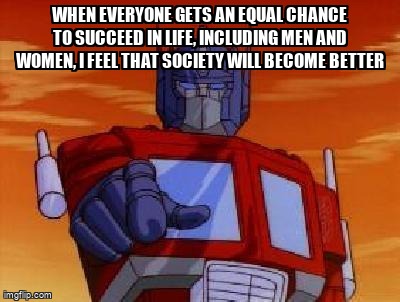 WHEN EVERYONE GETS AN EQUAL CHANCE
TO SUCCEED IN LIFE, INCLUDING MEN AND
WOMEN, I FEEL THAT SOCIETY WILL BECOME BETTER
imgflip.com